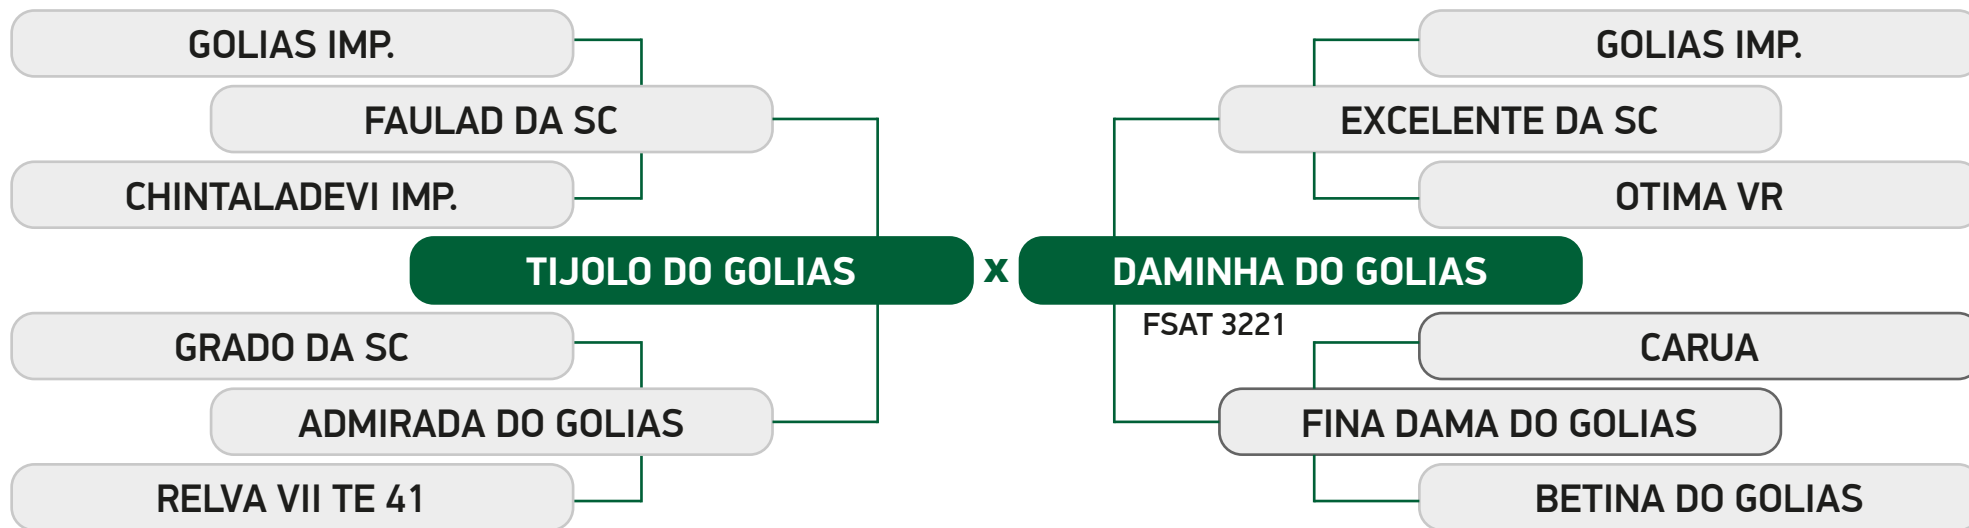 GOLIAS IMP.
FAULAD DA SC
CHINTALADEVI IMP.
TIJOLO DO GOLIAS
GRADO DA SC
ADMIRADA DO GOLIAS
RELVA VII TE 41
x
GOLIAS IMP.
EXCELENTE DA SC
OTIMA VR
DAMINHA DO GOLIAS
FSAT 3221
CARUA
FINA DAMA DO GOLIAS
BETINA DO GOLIAS